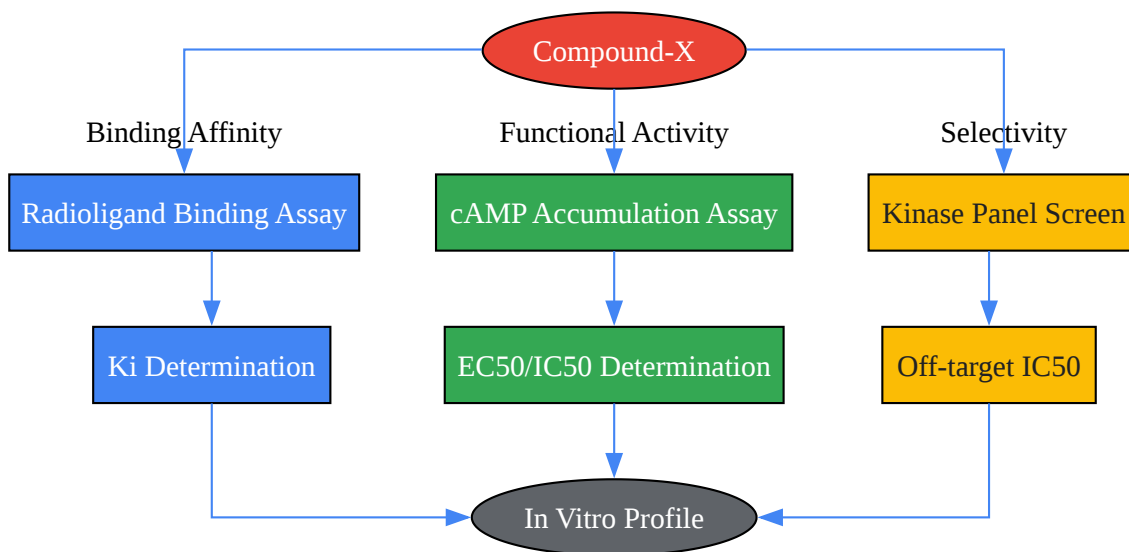 Compound-X
Binding Affinity
Functional Activity
Selectivity
Radioligand Binding Assay
cAMP Accumulation Assay
Kinase Panel Screen
Ki Determination
EC50/IC50 Determination
Off-target IC50
In Vitro Profile